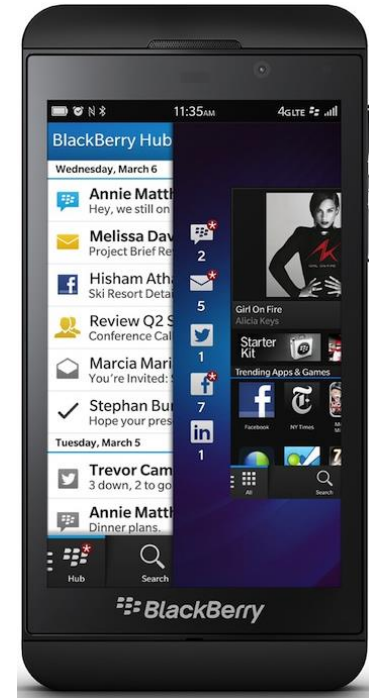 11:35AM
4GLTE
BlackBerry Hub
Wednesday, March 6
Annie Matth
Hey, we still on
Melissa Dav
Project Brief Re
Hisham Atha
Ski Resort Detai
Review Q2 S
Conference Cal
Marcia Mari
You're Invited:
Stephan Bur
Hope your pres
Tuesday, March 5
Trevor Cam
3 down, 2 to go
Annie Matth
Dinner plans.
Hub
Search
2
5
1
7
1
Girl On Fire
Alicia Keys
Starter
Kit
Trending Apps & Games
Facebook
NY Times
All
Search
BlackBerry